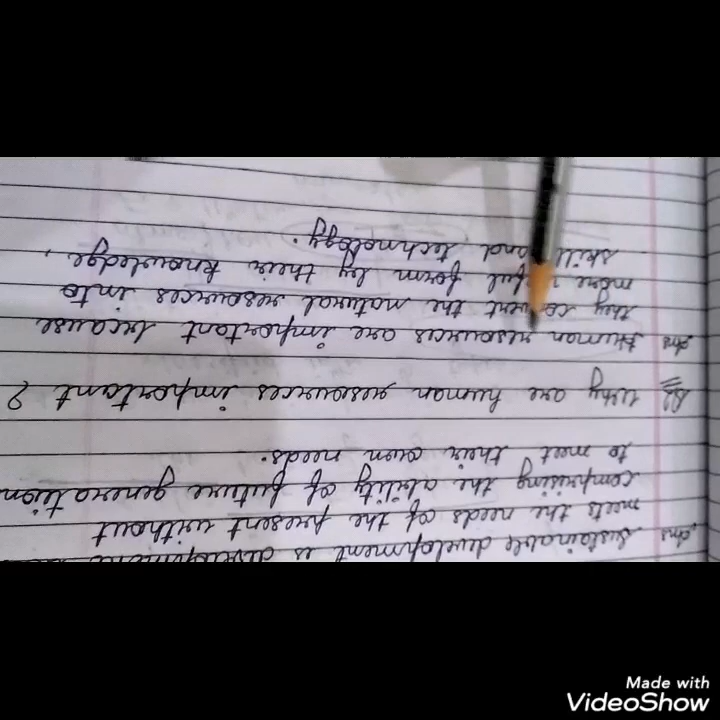 Ans Sustainable development is development
meets the needs of the present without
comprising the ability of future generation
to meet their own needs.
Q2 Why are human resources important ?
Ans Human resources are important because
they convert the natural resources into
more useful form by their knowledge,
skill and technology.
Made with
VideoShow